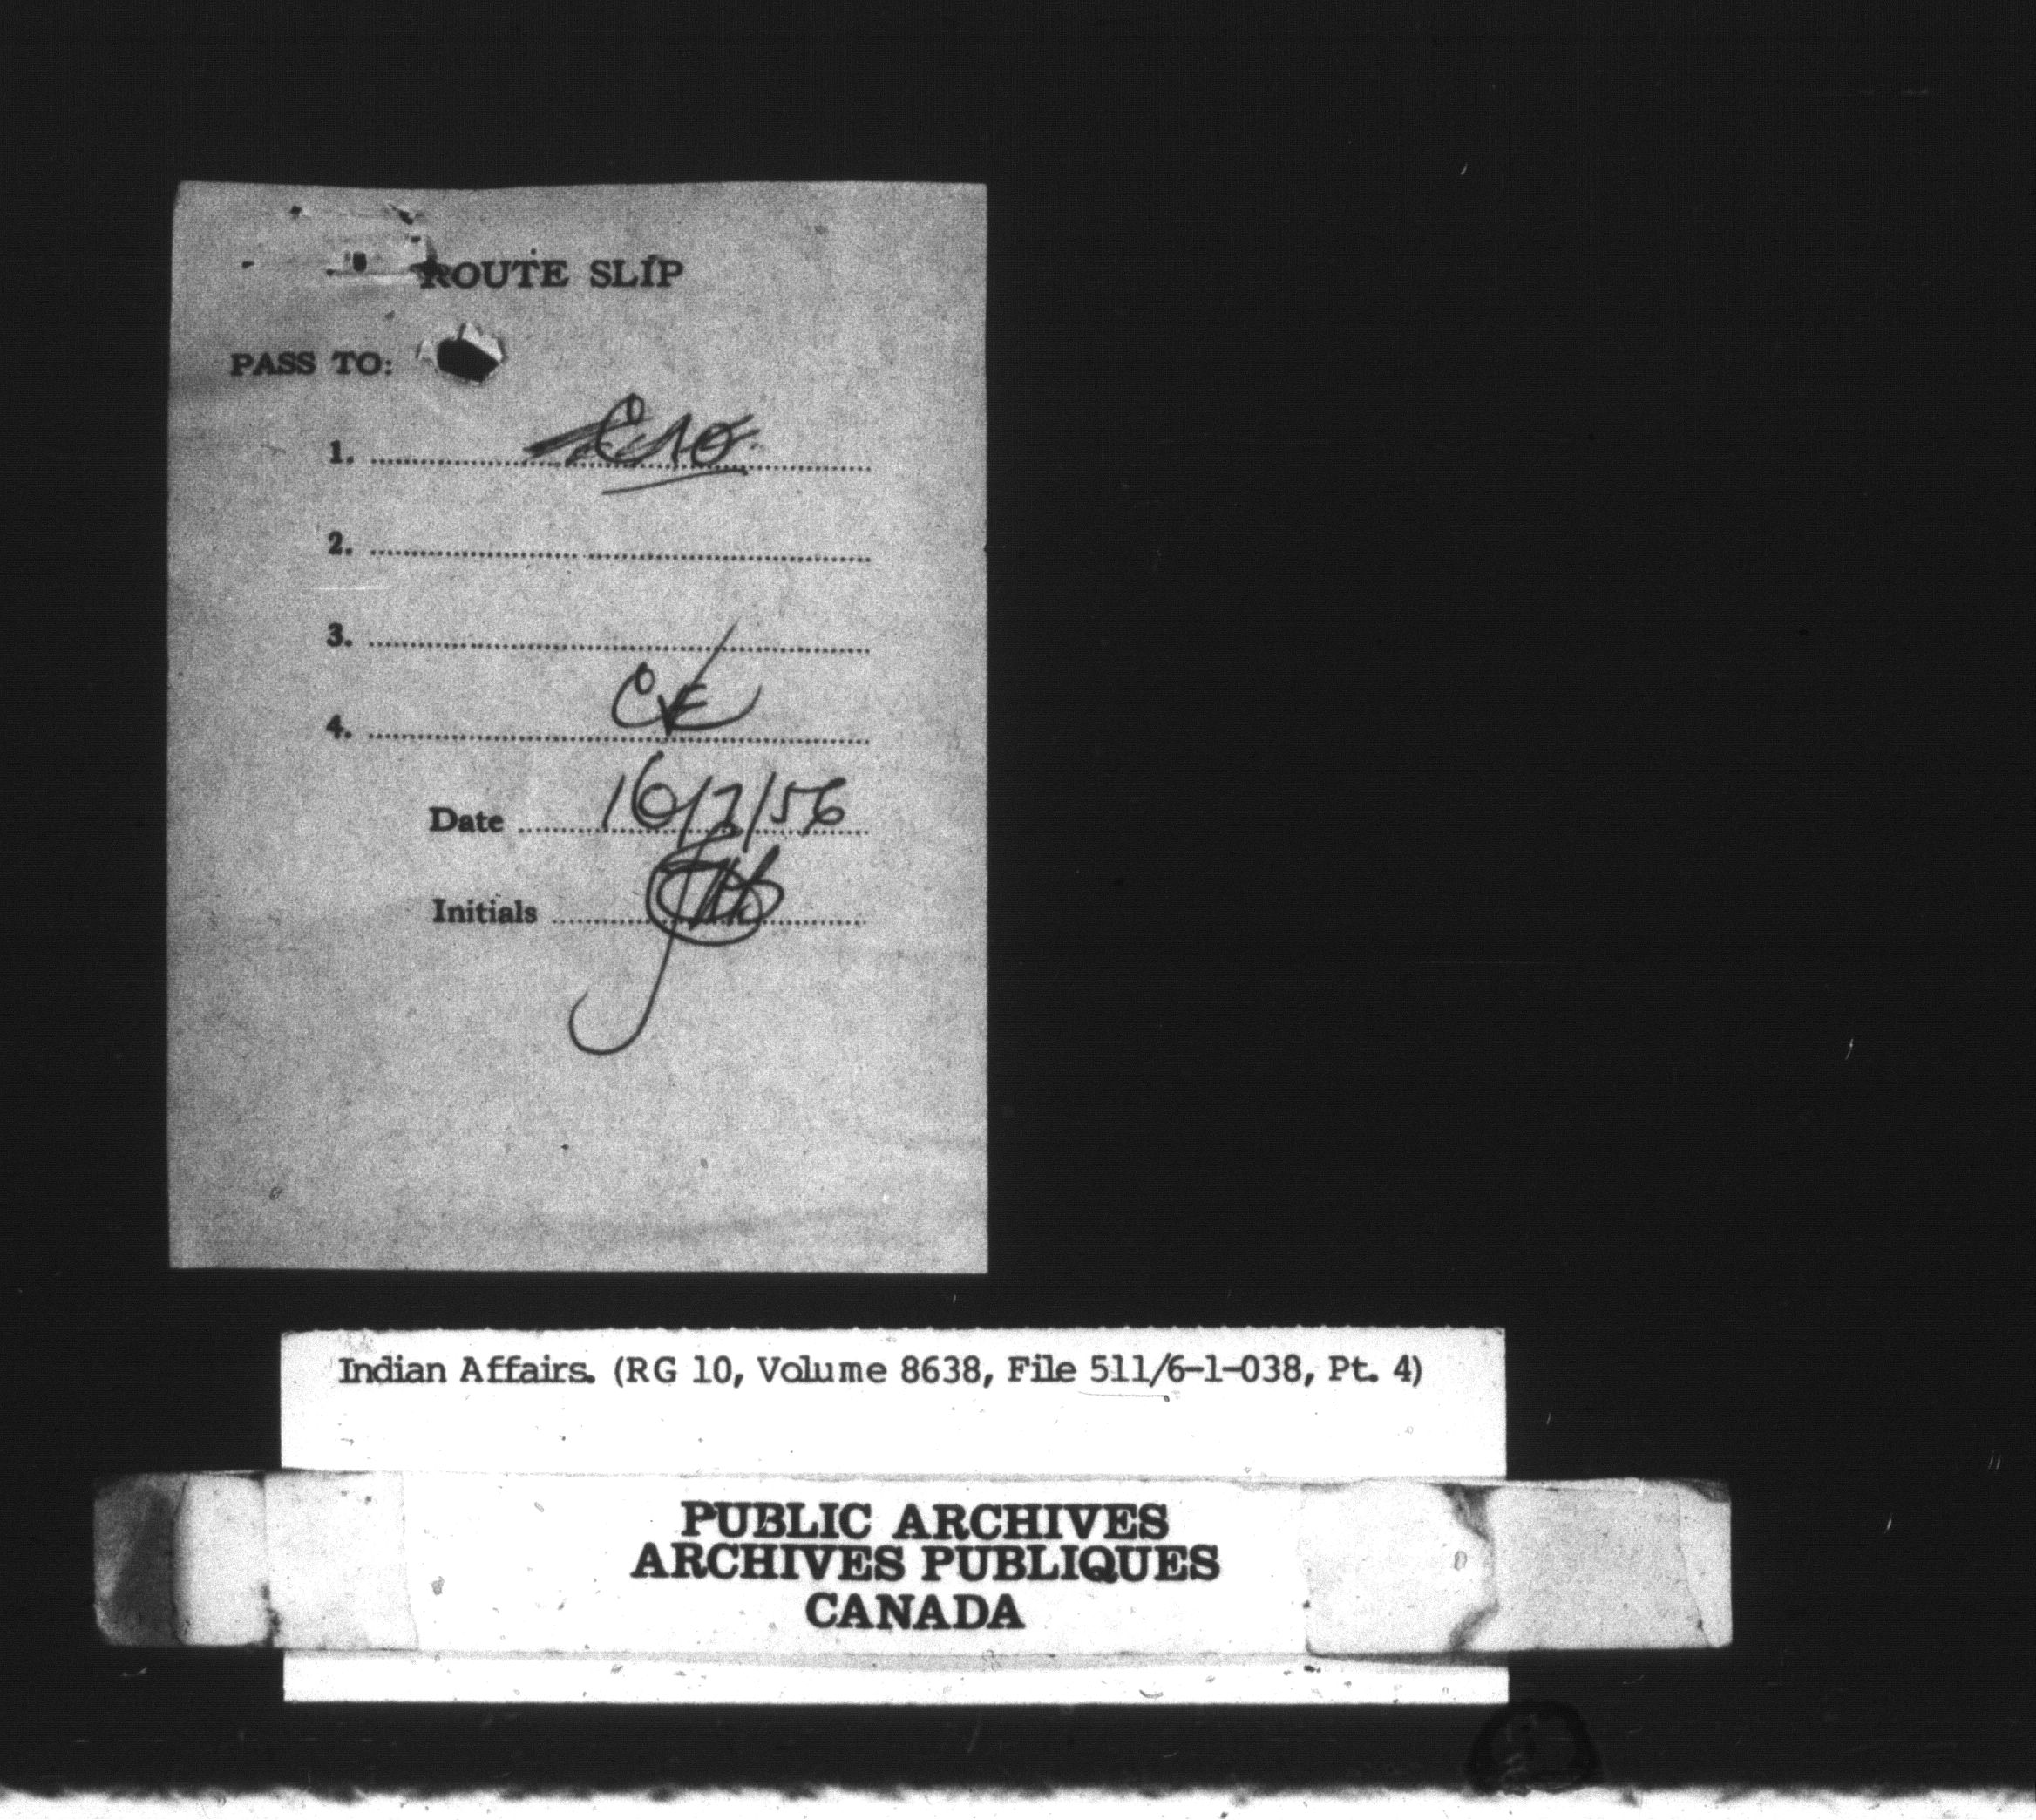 ROUTE SLIP
PASS TO:
1.
2.
3.
4. CE
Date 16/7/56
Initials
Indian Affairs. (RG 10, Volume 8638, File 511/6-1-038, Pt. 4)
PUBLIC ARCHIVES
ARCHIVES PUBLIQUES
CANADA